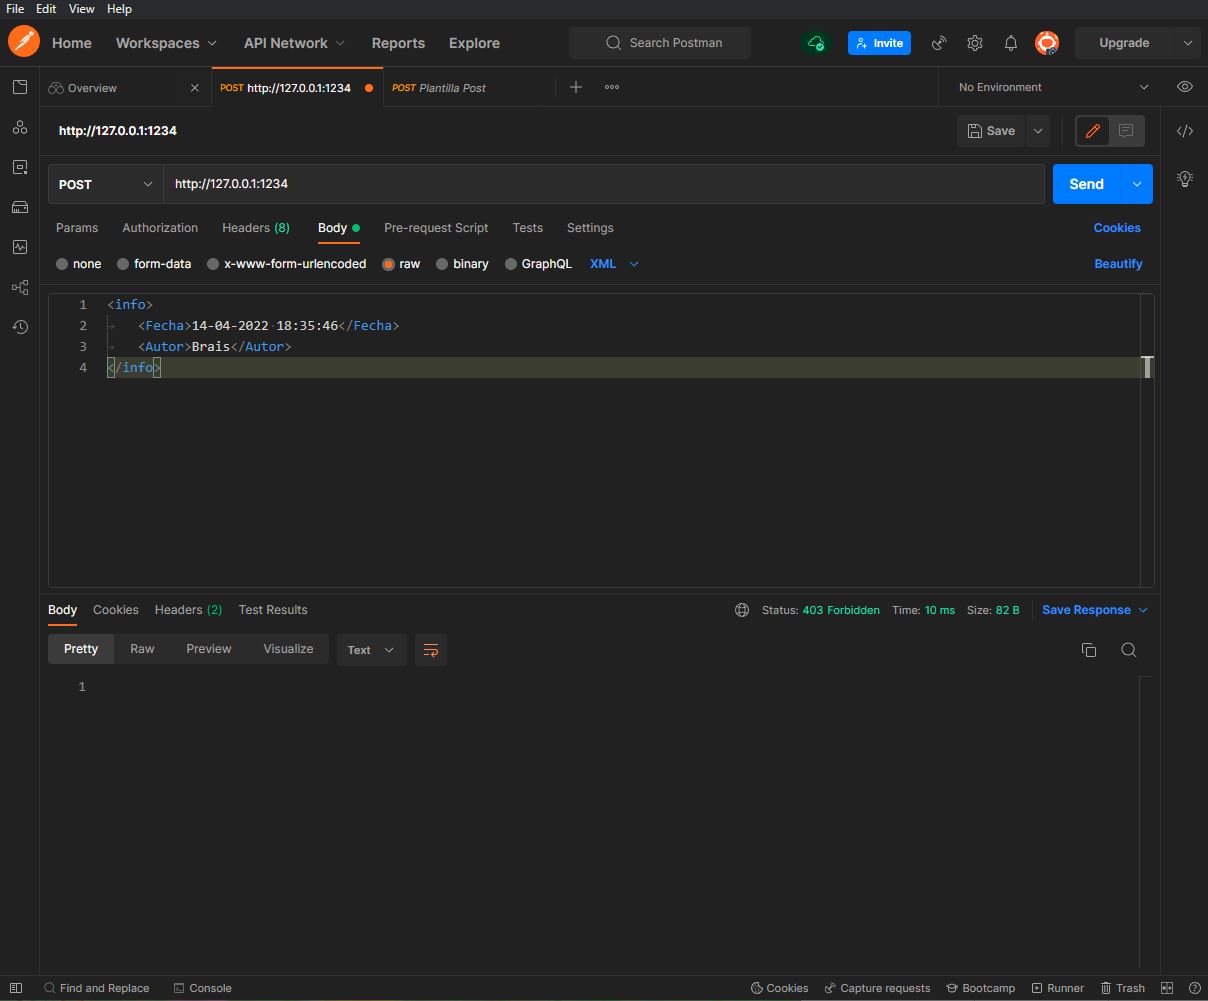 File Edit View Help
Home Workspaces API Network Reports Explore Search Postman Invite Upgrade
Overview POST http://127.0.0.1:1234 POST Plantilla Post No Environment
http://127.0.0.1:1234 Save
POST http://127.0.0.1:1234 Send
Params Authorization Headers (8) Body Pre-request Script Tests Settings Cookies
none form-data x-www-form-urlencoded raw binary GraphQL XML Beautify
1 <info>
2 <Fecha>14-04-2022 18:35:46</Fecha>
3 <Autor>Brais</Autor>
4 </info>
Body Cookies Headers (2) Test Results Status: 403 Forbidden Time: 10 ms Size: 82 B Save Response
Pretty Raw Preview Visualize Text
1
Find and Replace Console Cookies Capture requests Bootcamp Runner Trash